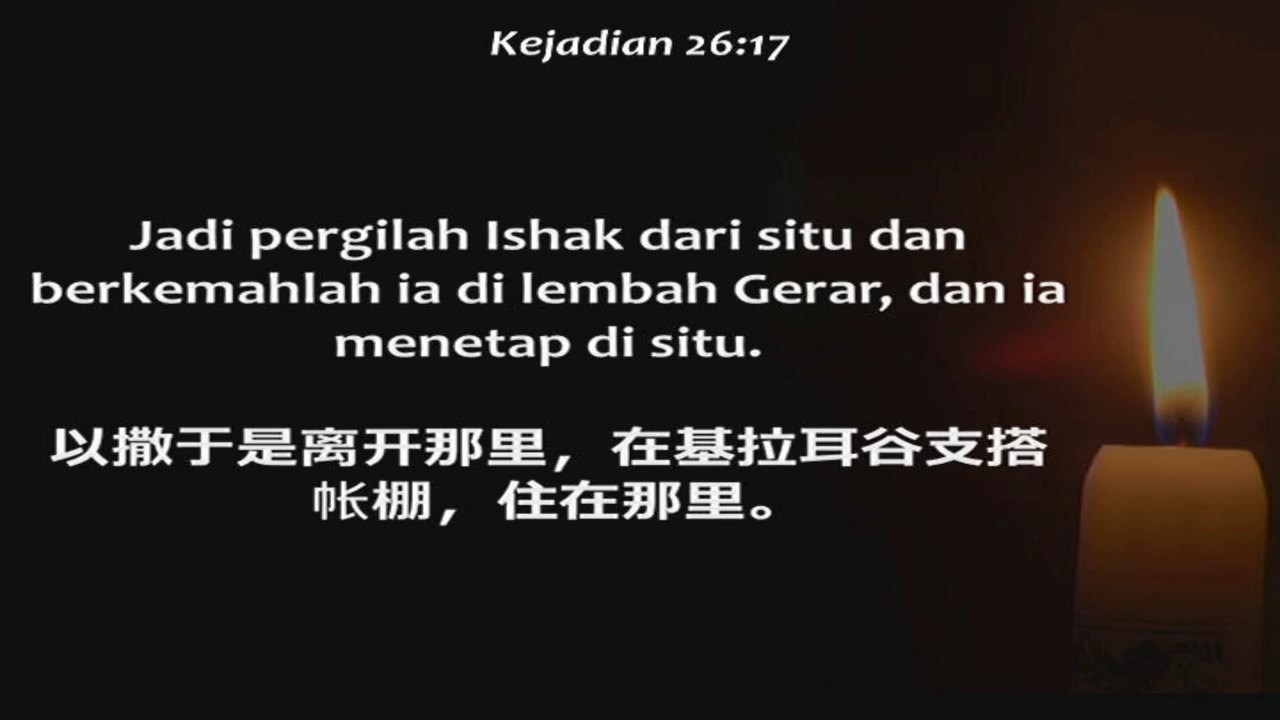 Kejadian 26:17
Jadi pergilah Ishak dari situ dan
berkemahlah ia di lembah Gerar, dan ia
menetap di situ.
以撒于是离开那里，在基拉耳谷支搭
帐棚，住在那里。